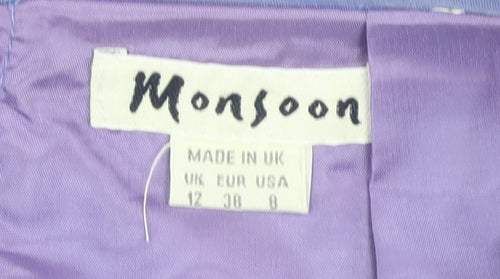 Monsoon
MADE IN UK
UK EUR USA
12 38 8